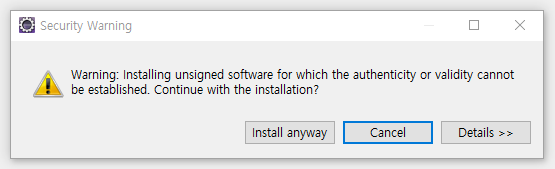 Security Warning
Warning: Installing unsigned software for which the authenticity or validity cannot
be established. Continue with the installation?
Install anyway Cancel Details >>